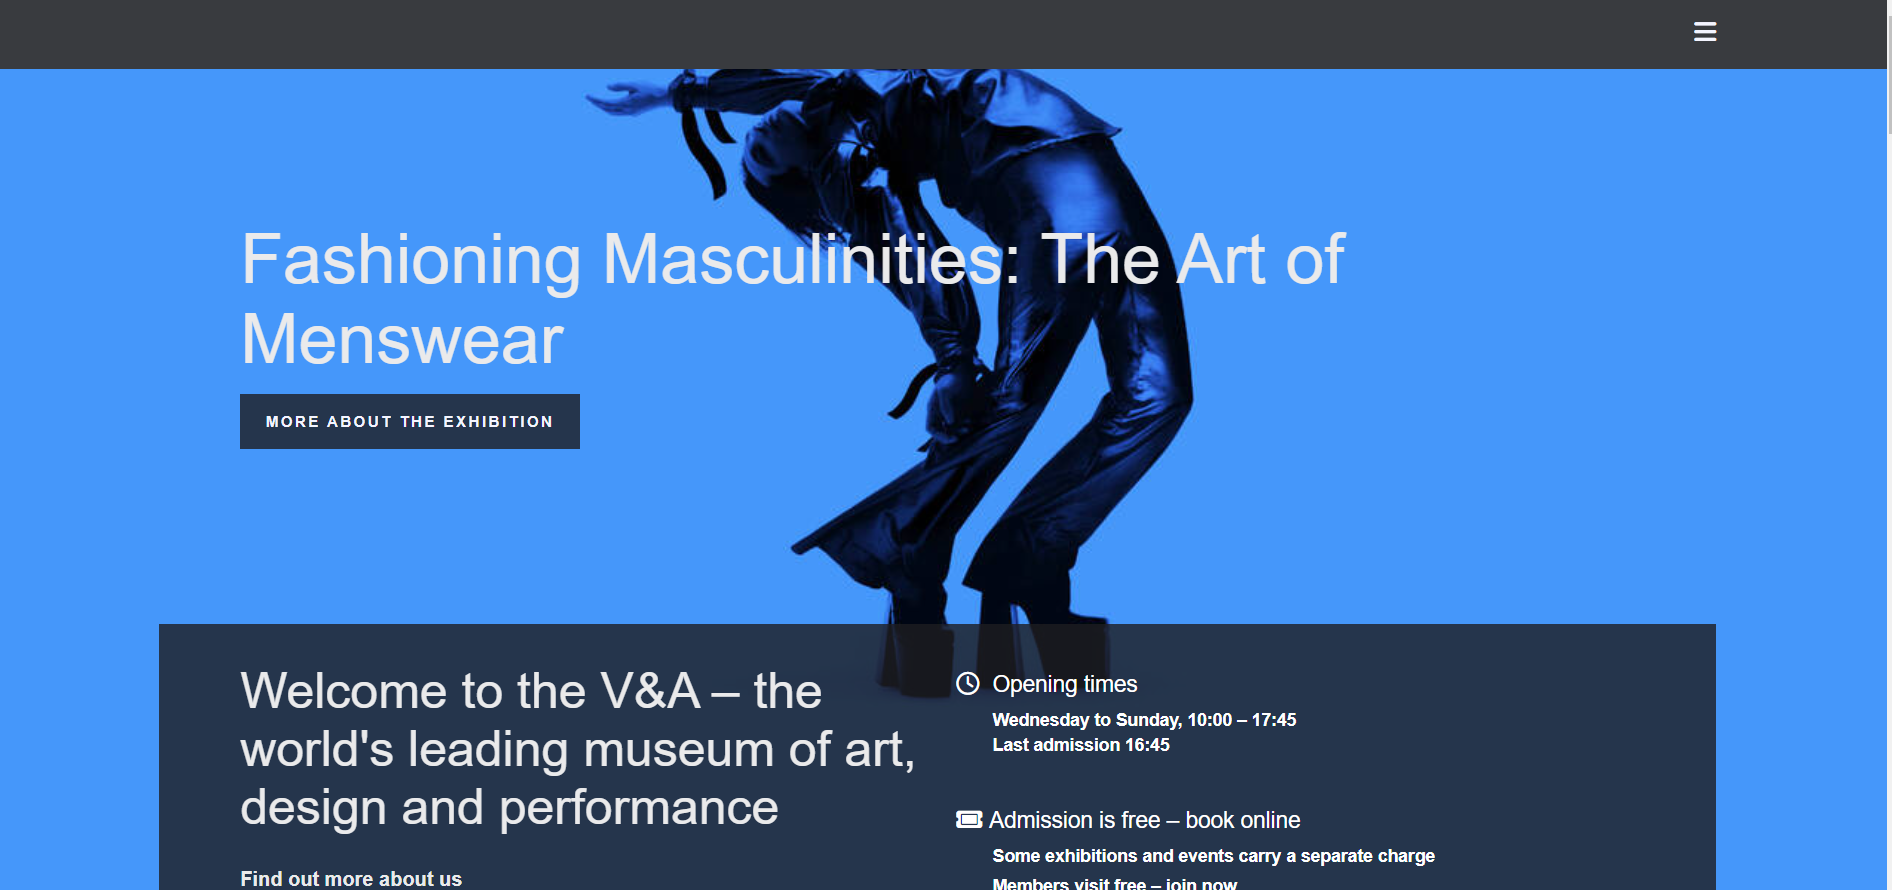 Fashioning Masculinities: The Art of
Menswear
MORE ABOUT THE EXHIBITION
Welcome to the V&A – the
world's leading museum of art,
design and performance
Find out more about us
Opening times
Wednesday to Sunday, 10:00 – 17:45
Last admission 16:45
Admission is free – book online
Some exhibitions and events carry a separate charge
Members visit free – join now